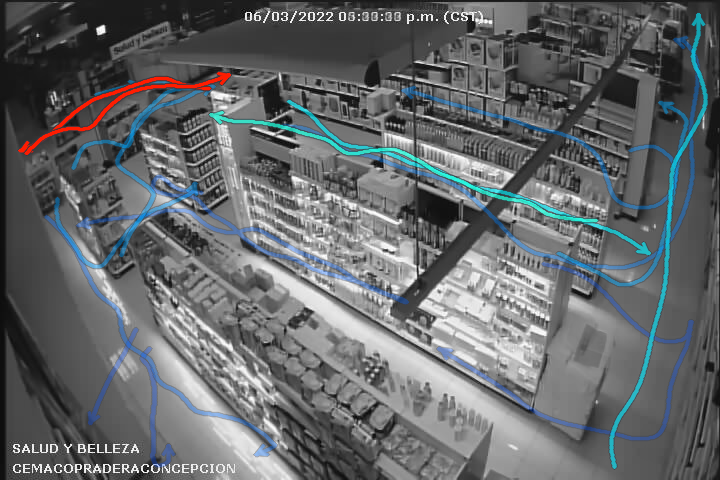 06/03/2022 p.m. (CST)
Salud y belleza
SALUD Y BELLEZA
CEMACOPRADERACONCEPCION